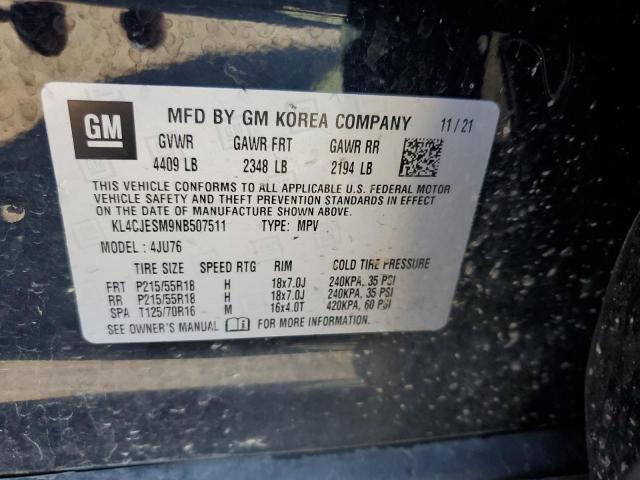 GM
MFD BY GM KOREA COMPANY 11/21
GVWR GAWR FRT GAWR RR
4409 LB 2348 LB 2194 LB
THIS VEHICLE CONFORMS TO ALL APPLICABLE U.S. FEDERAL MOTOR
VEHICLE SAFETY AND THEFT PREVENTION STANDARDS IN EFFECT
ON THE DATE OF MANUFACTURE SHOWN ABOVE.
KL4CJESM9NB507511 TYPE: MPV
MODEL: 4JU76
TIRE SIZE SPEED RTG RIM COLD TIRE PRESSURE
FRT P215/55R18 H 18x7.0J 240KPA, 35 PSI
RR P215/55R18 H 18x7.0J 240KPA, 35 PSI
SPA T125/70R16 M 16x4.0T 420KPA, 60 PSI
SEE OWNER'S MANUAL FOR MORE INFORMATION.